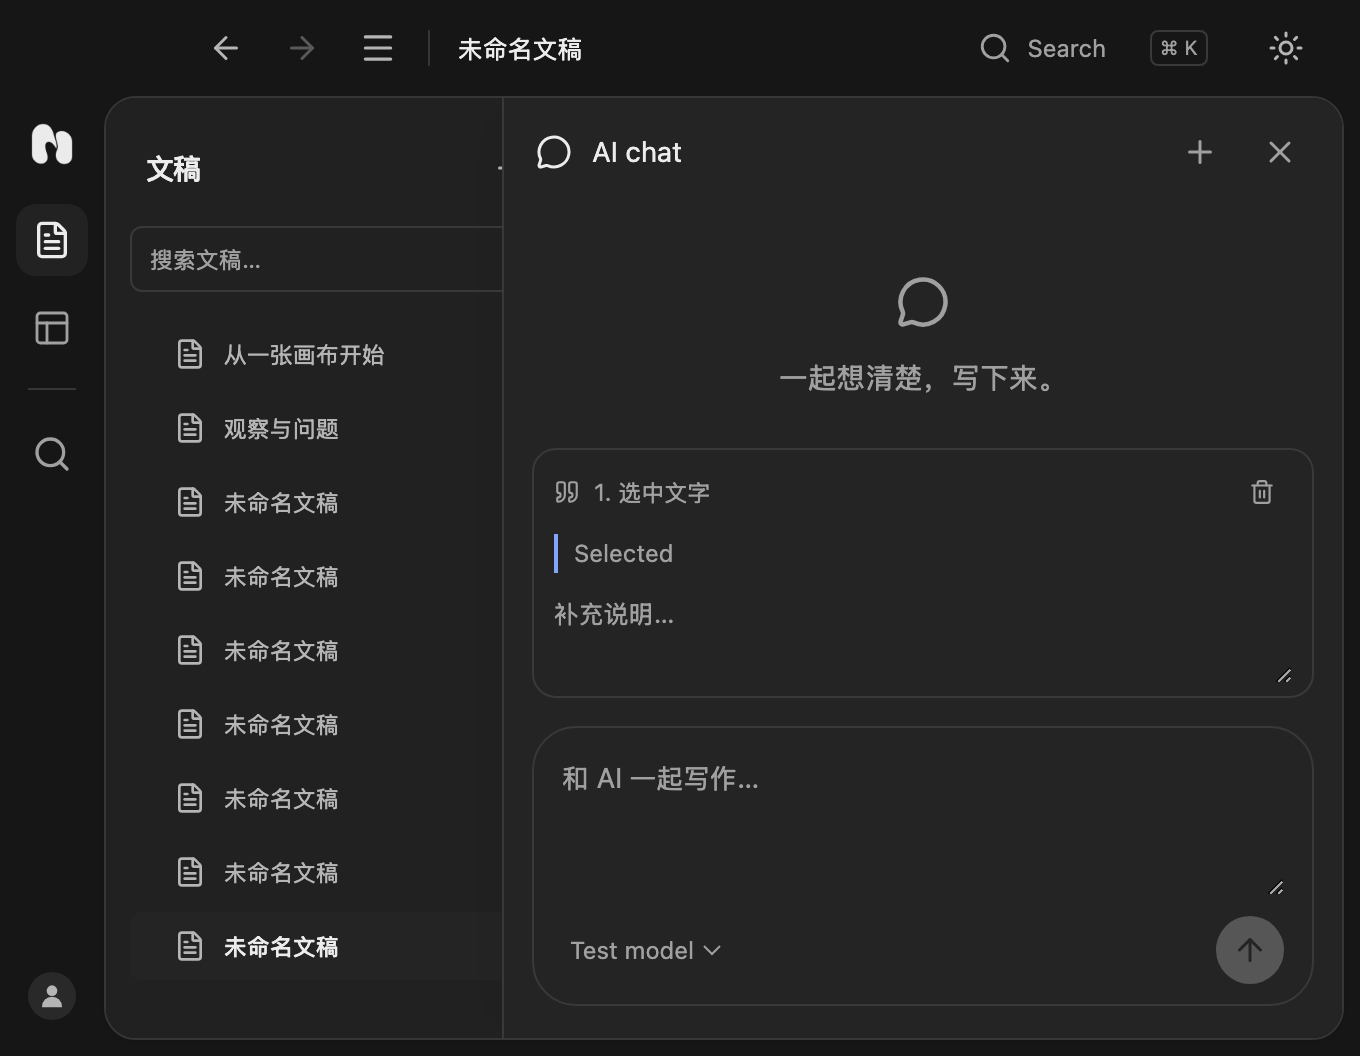 未命名文稿
Search
⌘ K
文稿
搜索文稿...
从一张画布开始
观察与问题
未命名文稿
未命名文稿
未命名文稿
未命名文稿
未命名文稿
未命名文稿
未命名文稿
AI chat
一起想清楚，写下来。
1. 选中文字
Selected
补充说明...
和 AI 一起写作...
Test model